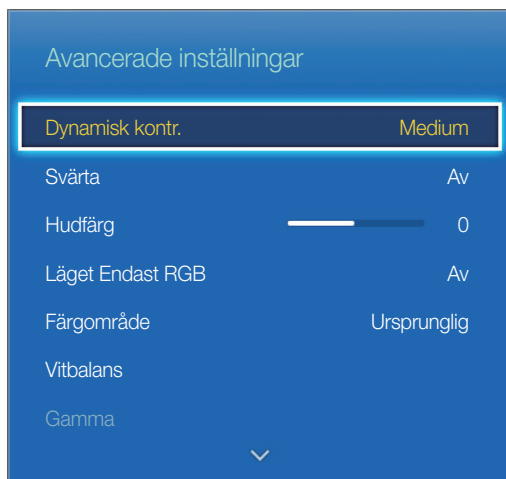 Avancerade inställningar
Dynamisk kontr. Medium
Svärta Av
Hudfärg 0
Läget Endast RGB Av
Färgområde Ursprunglig
Vitbalans
Gamma